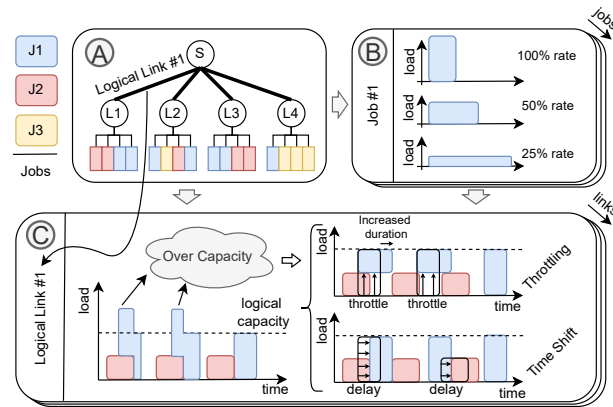 J1
J2
J3
Jobs
A
Logical Link #1
S
L1
L2
L3
L4
B
jobs
Job #1
load
100% rate
load
50% rate
load
25% rate
C
links
Logical Link #1
Over Capacity
load
logical
capacity
time
Increased
duration
load
throttle
throttle
time
Throttling
load
delay
delay
time
Time Shift